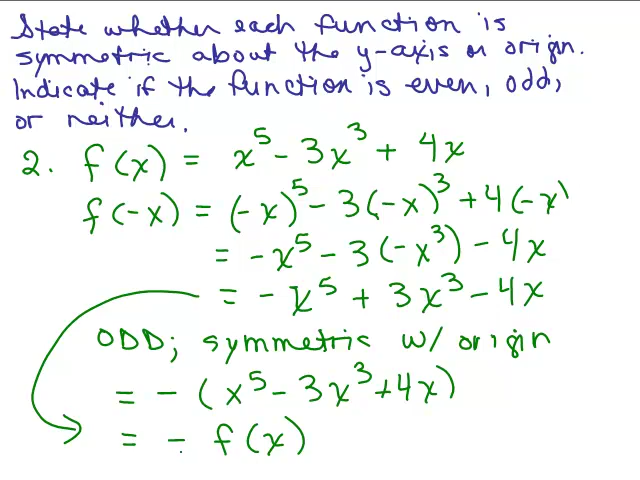 State whether each function is
symmetric about the y-axis or origin.
Indicate if the function is even, odd,
or neither.
2. f(x) = x⁵ - 3x³ + 4x
f(-x) = (-x)⁵ - 3(-x)³ + 4(-x)
= -x⁵ - 3(-x³) - 4x
= -x⁵ + 3x³ - 4x
ODD; symmetric w/ origin
= -(x⁵ - 3x³ + 4x)
= - f(x)